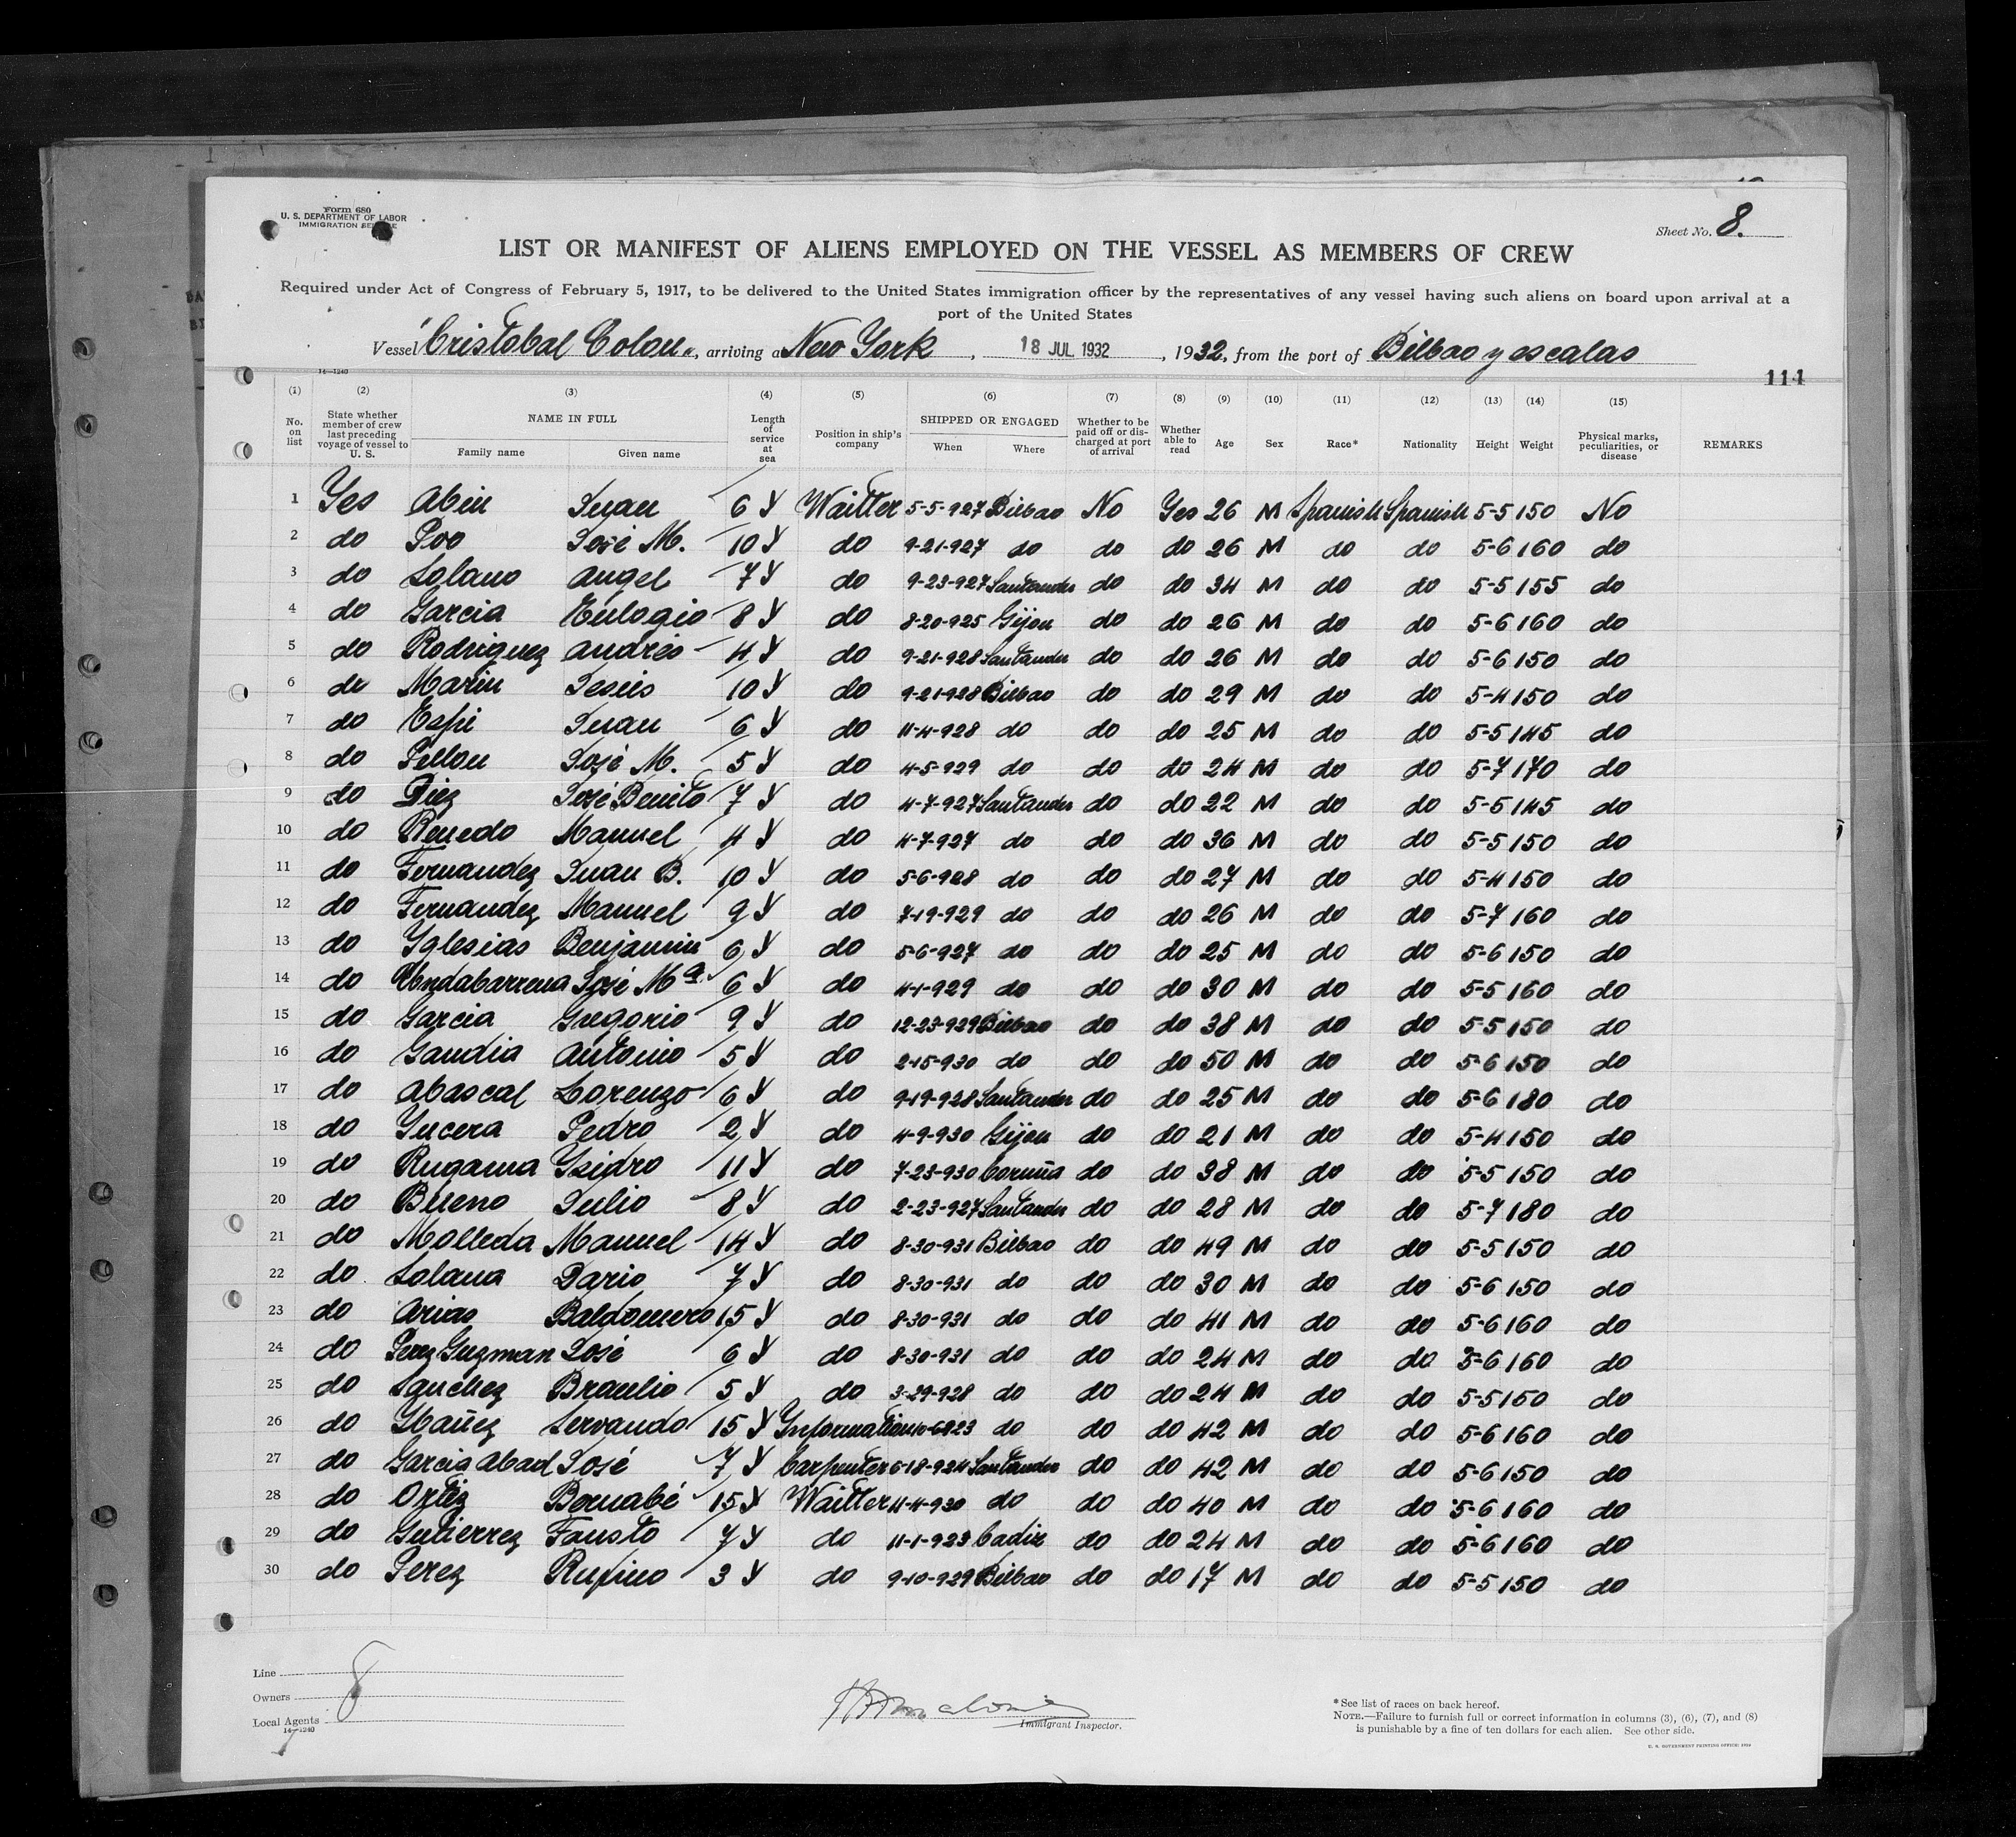 Form 680
U. S. DEPARTMENT OF LABOR
IMMIGRATION SERVICE
Sheet No. 8.
LIST OR MANIFEST OF ALIENS EMPLOYED ON THE VESSEL AS MEMBERS OF CREW
Required under Act of Congress of February 5, 1917, to be delivered to the United States immigration officer by the representatives of any vessel having such aliens on board upon arrival at a
port of the United States
Vessel "Cristobal Colon", arriving at New York, 18 JUL 1932, 1932, from the port of Bilbao y escalas
14—1240
111
(1) (2) (3) (4) (5) (6) (7) (8) (9) (10) (11) (12) (13) (14) (15)
No. on list State whether member of crew last preceding voyage of vessel to U. S. NAME IN FULL Family name Given name Length of service at sea Position in ship's company SHIPPED OR ENGAGED When Where Whether to be paid off or discharged at port of arrival Whether able to read Age Sex Race* Nationality Height Weight Physical marks, peculiarities, or disease REMARKS
1 Yes Abin Juan 6 Y Waitter 5-5-927 Bilbao No Yes 26 M Spanish Spanish 5-5 150 No
2 do Poo José M. 10 Y do 9-21-927 do do do 26 M do do 5-6 160 do
3 do Solano Angel 7 Y do 9-23-927 Santander do do 34 M do do 5-5 155 do
4 do Garcia Eulogio 8 Y do 8-20-925 Gijon do do 26 M do do 5-6 160 do
5 do Rodriguez Andrés 4 Y do 9-21-928 Santander do do 26 M do do 5-6 150 do
6 do Marin Jesús 10 Y do 9-21-928 Bilbao do do 29 M do do 5-4 150 do
7 do Espi Juan 6 Y do 11-4-928 do do do 25 M do do 5-5 145 do
8 do Pellon José M. 5 Y do 4-5-929 do do do 24 M do do 5-7 170 do
9 do Diez José Benito 7 Y do 4-7-927 Santander do do 22 M do do 5-6 145 do
10 do Renedo Manuel 4 Y do 4-7-927 do do do 36 M do do 5-5 150 do
11 do Fernandez Juan B. 10 Y do 5-6-928 do do do 27 M do do 5-4 150 do
12 do Fernandez Manuel 9 Y do 7-19-929 do do do 26 M do do 5-7 160 do
13 do Yglesias Benjamin 6 Y do 5-6-927 do do do 25 M do do 5-6 150 do
14 do Undabarrena José Mª 6 Y do 4-1-929 do do do 30 M do do 5-5 160 do
15 do Garcia Gregorio 9 Y do 12-23-929 Bilbao do do 38 M do do 5-5 150 do
16 do Gandia Antonio 5 Y do 2-15-930 do do do 50 M do do 5-6 150 do
17 do Abascal Lorenzo 6 Y do 9-19-928 Santander do do 25 M do do 5-6 180 do
18 do Yucera Pedro 2 Y do 4-9-930 Gijon do do 21 M do do 5-4 150 do
19 do Rugama Ysidro 11 Y do 7-23-930 Coruña do do 38 M do do 5-5 150 do
20 do Bueno Julio 8 Y do 2-23-927 Santander do do 28 M do do 5-7 180 do
21 do Molleda Manuel 14 Y do 8-30-931 Bilbao do do 49 M do do 5-5 150 do
22 do Solana Dario 7 Y do 8-30-931 do do do 30 M do do 5-6 150 do
23 do Arias Baldomero 15 Y do 8-30-931 do do do 41 M do do 5-6 160 do
24 do Perez Guzman José 6 Y do 8-30-931 do do do 24 M do do 5-6 160 do
25 do Sanchez Braulio 5 Y do 3-29-928 do do do 24 M do do 5-5 160 do
26 do Ybañez Servando 15 Y Information 10-6-923 do do do 42 M do do 5-6 160 do
27 do Garcia Abad José 7 Y Carpenter 6-18-924 Santander do do 42 M do do 5-6 150 do
28 do Ortiz Bernabé 15 Y Waitter 4-4-930 do do do 40 M do do 5-6 160 do
29 do Gutierrez Fausto 7 Y do 11-1-923 Cadiz do do 24 M do do 5-6 160 do
30 do Perez Rufino 3 Y do 9-10-929 Bilbao do do 17 M do do 5-5 150 do
Line
Owners 8
Local Agents
14—1240
Immigrant Inspector.
*See list of races on back hereof.
NOTE.—Failure to furnish full or correct information in columns (3), (6), (7), and (8)
is punishable by a fine of ten dollars for each alien. See other side.